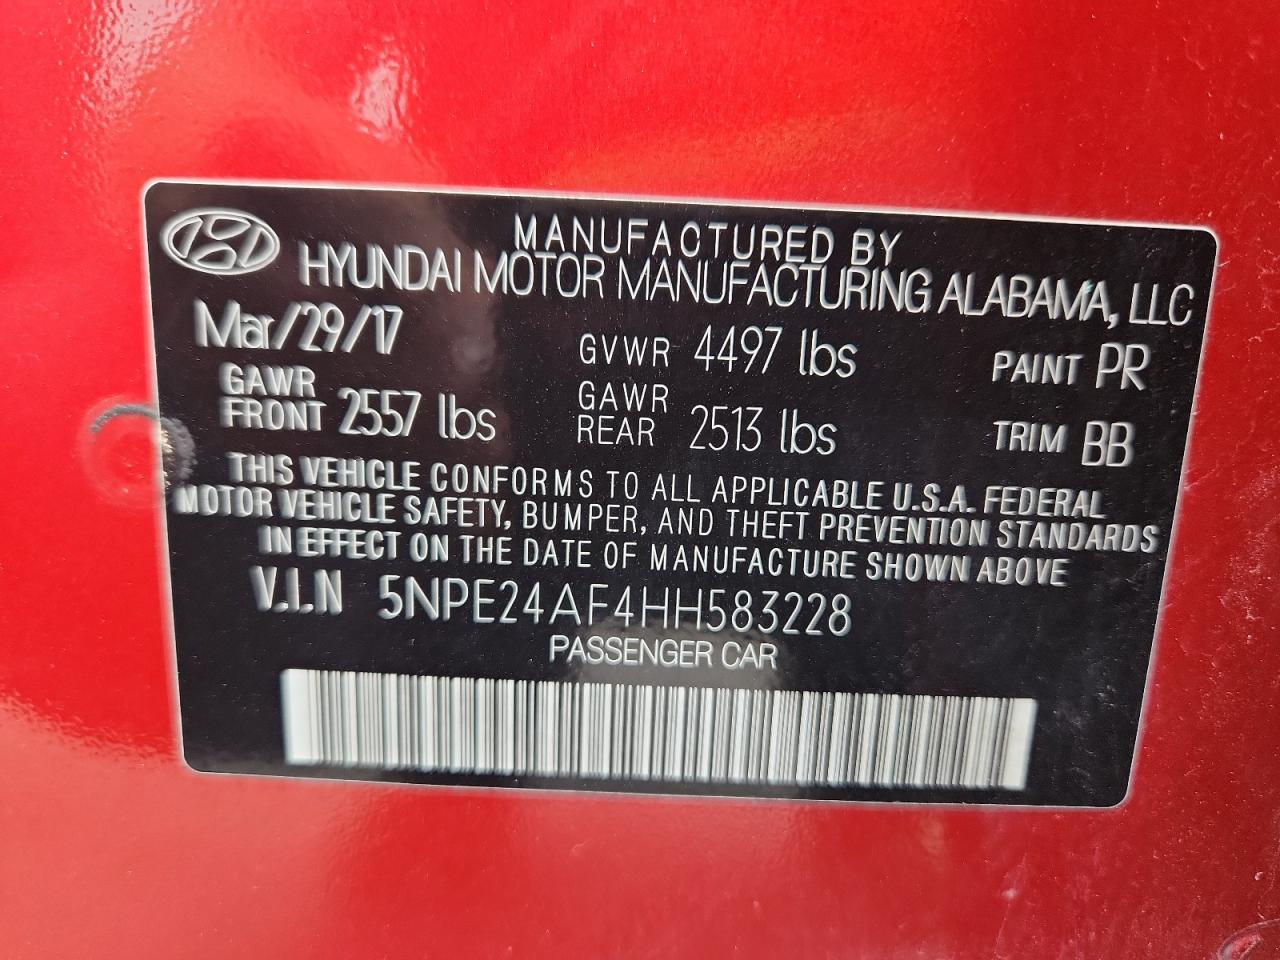 MANUFACTURED BY
HYUNDAI MOTOR MANUFACTURING ALABAMA, LLC
Mar/29/17 GVWR 4497 lbs PAINT PR
GAWR FRONT 2557 lbs GAWR REAR 2513 lbs TRIM BB
THIS VEHICLE CONFORMS TO ALL APPLICABLE U.S.A. FEDERAL
MOTOR VEHICLE SAFETY, BUMPER, AND THEFT PREVENTION STANDARDS
IN EFFECT ON THE DATE OF MANUFACTURE SHOWN ABOVE
V.I.N 5NPE24AF4HH583228
PASSENGER CAR